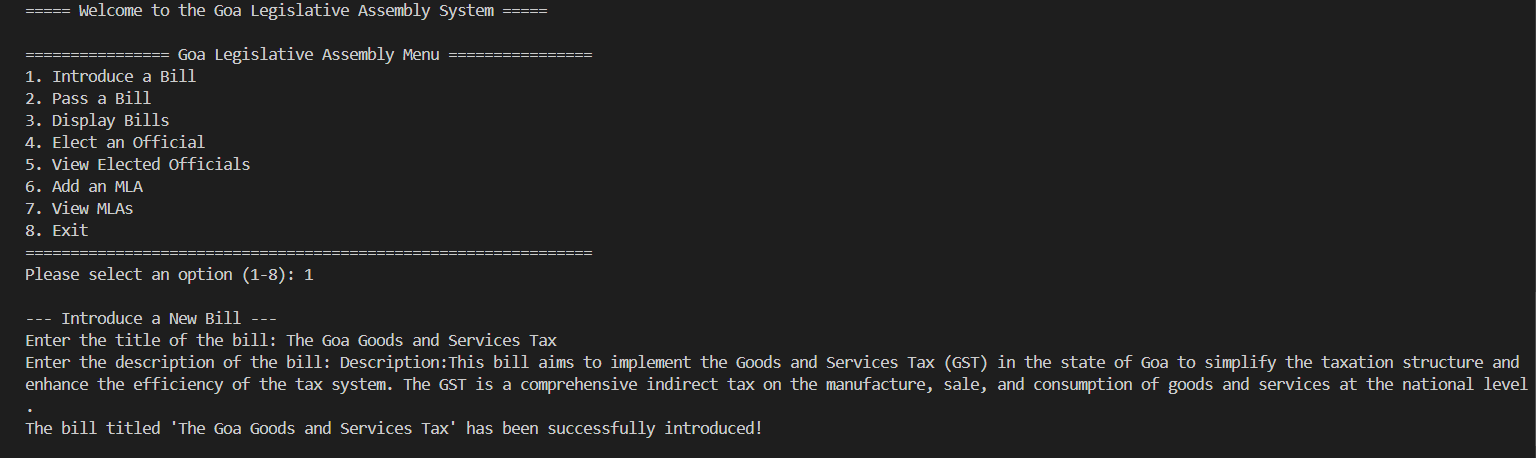 ===== Welcome to the Goa Legislative Assembly System =====
================ Goa Legislative Assembly Menu ================
1. Introduce a Bill
2. Pass a Bill
3. Display Bills
4. Elect an Official
5. View Elected Officials
6. Add an MLA
7. View MLAs
8. Exit
===============================================================
Please select an option (1-8): 1
--- Introduce a New Bill ---
Enter the title of the bill: The Goa Goods and Services Tax
Enter the description of the bill: Description:This bill aims to implement the Goods and Services Tax (GST) in the state of Goa to simplify the taxation structure and
enhance the efficiency of the tax system. The GST is a comprehensive indirect tax on the manufacture, sale, and consumption of goods and services at the national level
.
The bill titled 'The Goa Goods and Services Tax' has been successfully introduced!